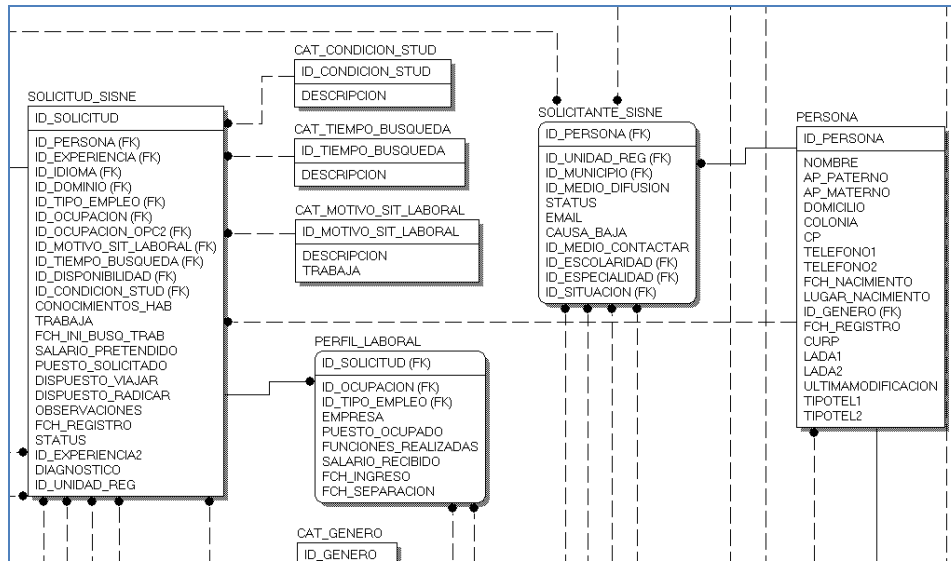 CAT_CONDICION_STUD
ID_CONDICION_STUD
DESCRIPCION
SOLICITUD_SISNE
ID_SOLICITUD
ID_PERSONA (FK)
ID_EXPERIENCIA (FK)
ID_IDIOMA (FK)
ID_DOMINIO (FK)
ID_TIPO_EMPLEO (FK)
ID_OCUPACION (FK)
ID_OCUPACION_OPC2 (FK)
ID_MOTIVO_SIT_LABORAL (FK)
ID_TIEMPO_BUSQUEDA (FK)
ID_DISPONIBILIDAD (FK)
ID_CONDICION_STUD (FK)
CONOCIMIENTOS_HAB
TRABAJA
FCH_INI_BUSQ_TRAB
SALARIO_PRETENDIDO
PUESTO_SOLICITADO
DISPUESTO_VIAJAR
DISPUESTO_RADICAR
OBSERVACIONES
FCH_REGISTRO
STATUS
ID_EXPERIENCIA2
DIAGNOSTICO
ID_UNIDAD_REG
CAT_TIEMPO_BUSQUEDA
ID_TIEMPO_BUSQUEDA
DESCRIPCION
CAT_MOTIVO_SIT_LABORAL
ID_MOTIVO_SIT_LABORAL
DESCRIPCION
TRABAJA
PERFIL_LABORAL
ID_SOLICITUD (FK)
ID_OCUPACION (FK)
ID_TIPO_EMPLEO (FK)
EMPRESA
PUESTO_OCUPADO
FUNCIONES_REALIZADAS
SALARIO_RECIBIDO
FCH_INGRESO
FCH_SEPARACION
CAT_GENERO
ID_GENERO
SOLICITANTE_SISNE
ID_PERSONA (FK)
ID_UNIDAD_REG (FK)
ID_MUNICIPIO (FK)
ID_MEDIO_DIFUSION
STATUS
EMAIL
CAUSA_BAJA
ID_MEDIO_CONTACTAR
ID_ESCOLARIDAD (FK)
ID_ESPECIALIDAD (FK)
ID_SITUACION (FK)
PERSONA
ID_PERSONA
NOMBRE
AP_PATERNO
AP_MATERNO
DOMICILIO
COLONIA
CP
TELEFONO1
TELEFONO2
FCH_NACIMIENTO
LUGAR_NACIMIENTO
ID_GENERO (FK)
FCH_REGISTRO
CURP
LADA1
LADA2
ULTIMAMODIFICACION
TIPOTEL1
TIPOTEL2